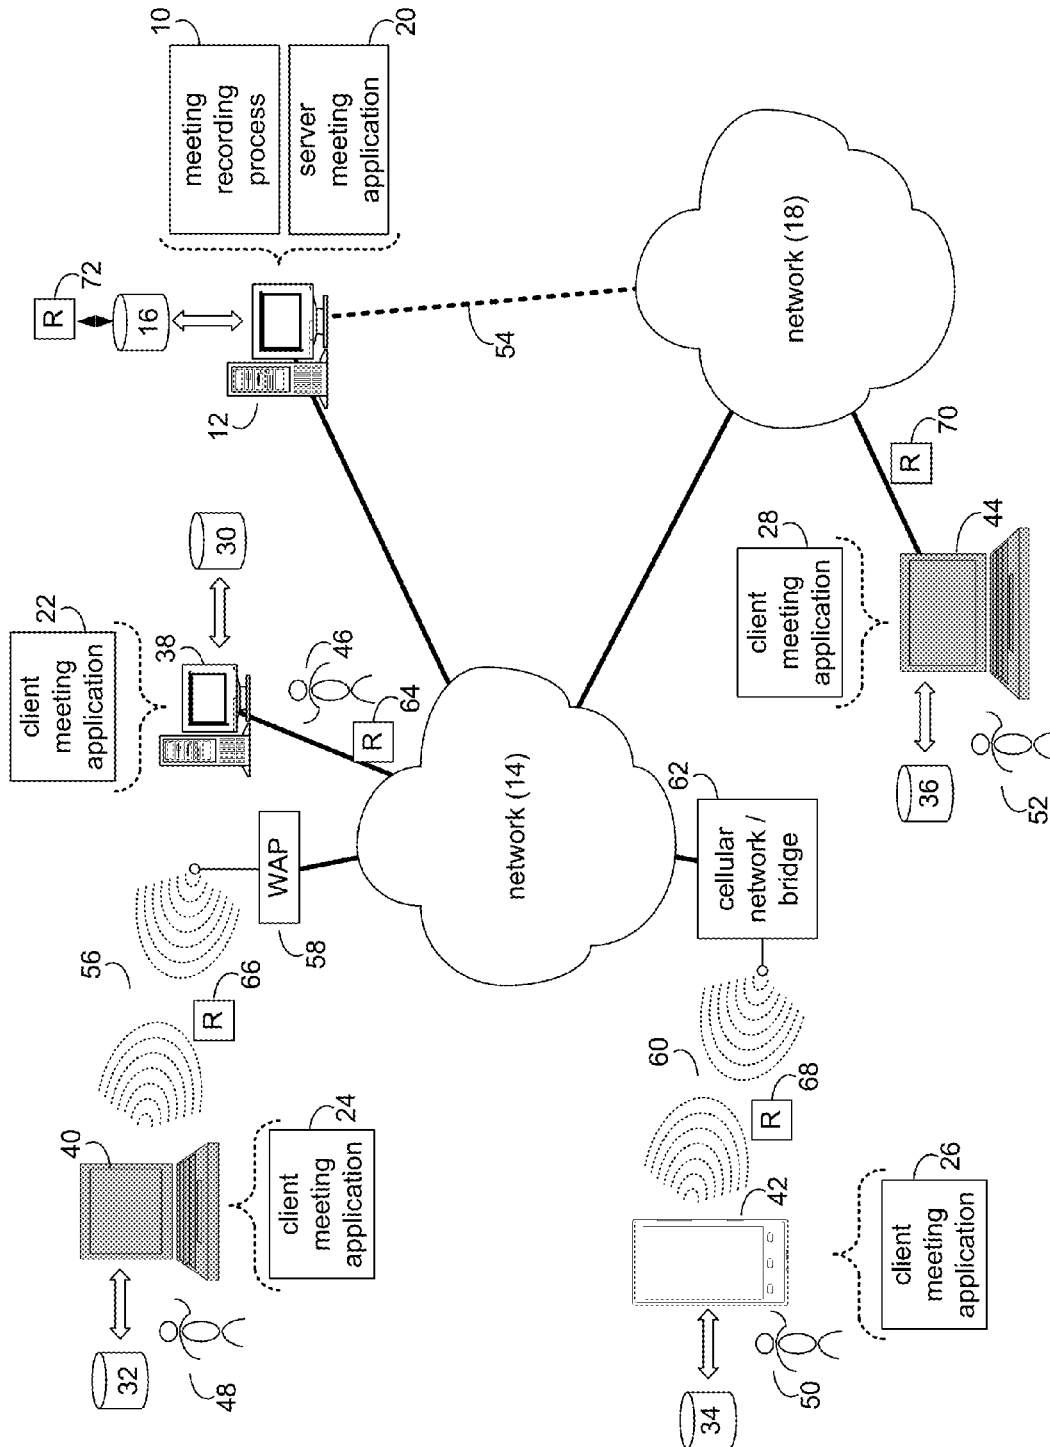 22
client
meeting
application
38
30
72
R
16
12
10
meeting
recording
process
20
server
meeting
application
56
66
R
WAP
58
46
R
64
54
40
24
client
meeting
application
32
48
network (14)
network (18)
60
68
R
62
cellular
network /
bridge
28
client
meeting
application
R
70
44
36
52
42
26
client
meeting
application
34
50